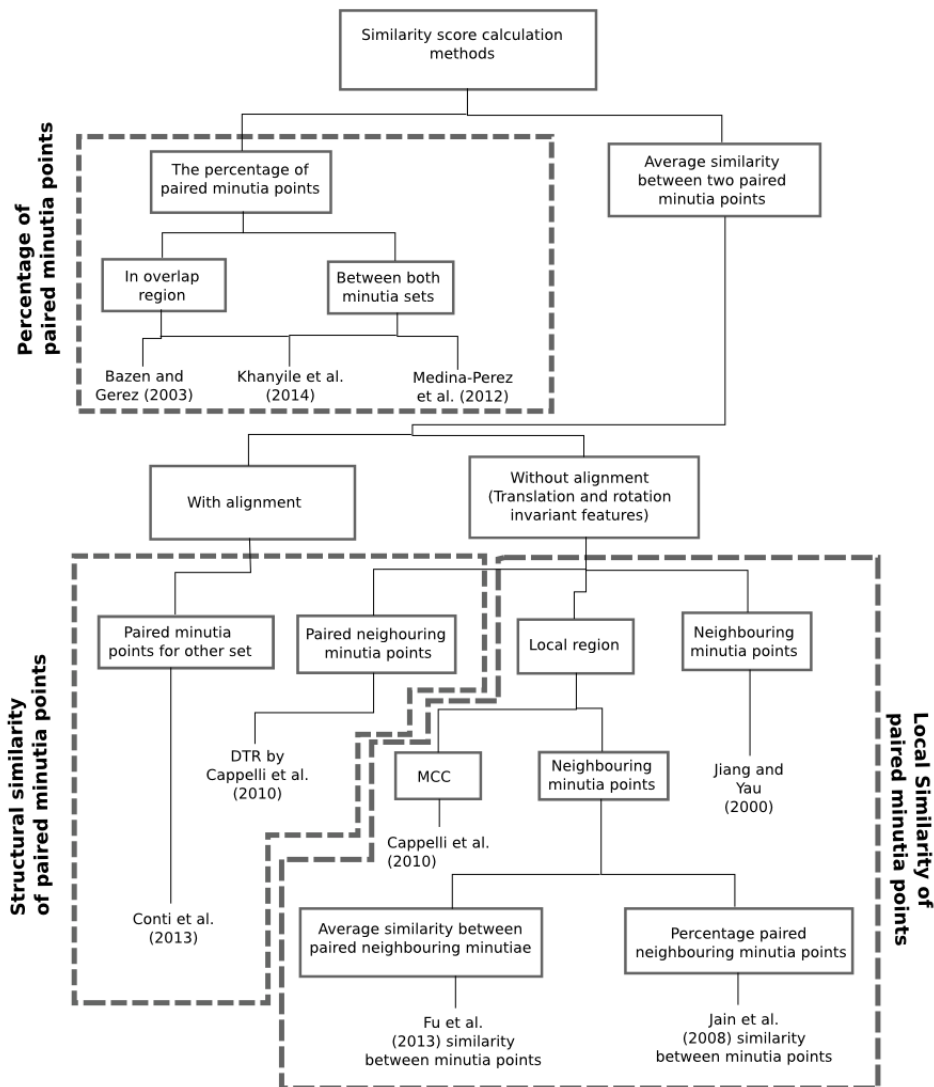 Similarity score calculation
methods
Percentage of
paired minutia points
The percentage of
paired minutia points
Average similarity
between two paired
minutia points
In overlap
region
Between both
minutia sets
Bazen and
Gerez (2003)
Khanyile et al.
(2014)
Medina-Perez
et al. (2012)
With alignment
Without alignment
(Translation and rotation
invariant features)
Structural similarity
of paired minutia points
Paired minutia
points for other set
Paired neighouring
minutia points
Local region
Neighbouring
minutia points
Local Similarity of
paired minutia points
DTR by
Cappelli et al.
(2010)
MCC
Neighbouring
minutia points
Jiang and
Yau
(2000)
Cappelli et al.
(2010)
Conti et al.
(2013)
Average similarity between
paired neighbouring minutiae
Percentage paired
neighbouring minutia points
Fu et al.
(2013) similarity
between minutia points
Jain et al.
(2008) similarity
between minutia points